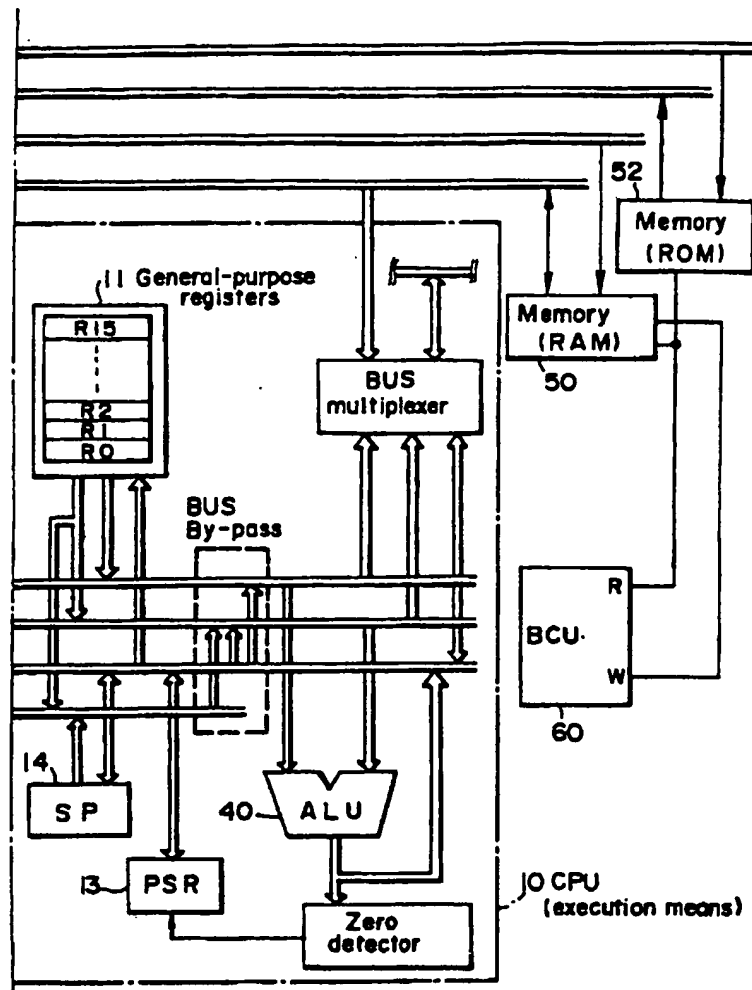 52
Memory
(ROM)
11 General-purpose
registers
R15
R2
R1
R0
Memory
(RAM)
50
BUS
multiplexer
BUS
By-pass
R
BCU
W
60
14
SP
40
ALU
13
PSR
10 CPU
(execution means)
Zero
detector